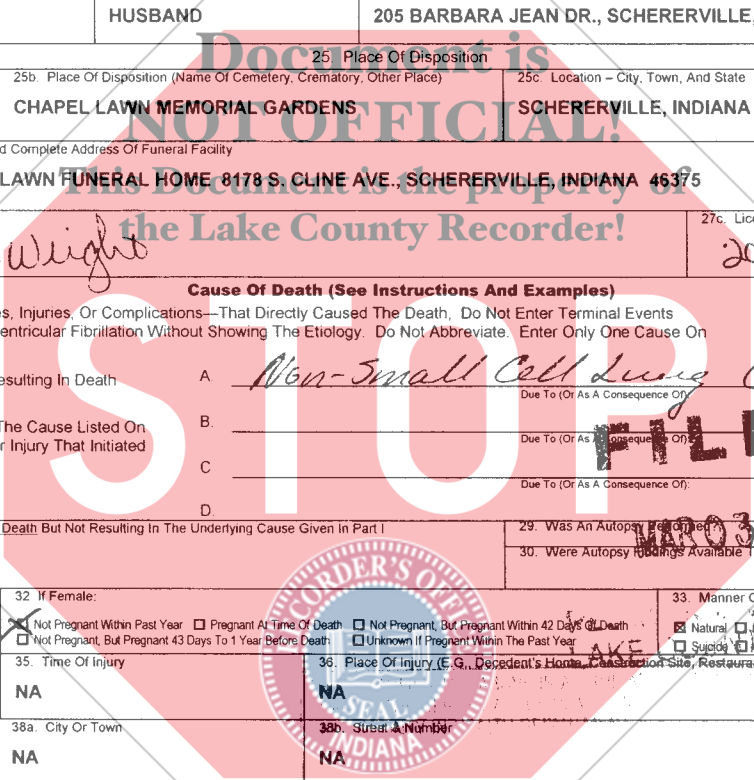 HUSBAND
205 BARBARA JEAN DR., SCHERERVILLE,
Document is
25. Place Of Disposition
25b. Place Of Disposition (Name Of Cemetery, Crematory, Other Place)
25c. Location – City, Town, And State
CHAPEL LAWN MEMORIAL GARDENS
SCHERERVILLE, INDIANA
NOT OFFICIAL!
d Complete Address Of Funeral Facility
This Document is the property of
LAWN FUNERAL HOME 8178 S. CLINE AVE., SCHERERVILLE, INDIANA 46375
the Lake County Recorder!
27c. Lice
Wright
20
Cause Of Death (See Instructions And Examples)
es, Injuries, Or Complications—That Directly Caused The Death, Do Not Enter Terminal Events
entricular Fibrillation Without Showing The Etiology. Do Not Abbreviate. Enter Only One Cause On
STOP
esulting In Death
A. Non-Small Cell Lung C
Due To (Or As A Consequence Of):
The Cause Listed On
B.
r Injury That Initiated
Due To (Or As A Consequence Of):
FIL
C
Due To (Or As A Consequence Of):
D.
Death But Not Resulting In The Underlying Cause Given In Part I
29. Was An Autopsy Performed?
MAR 03
30. Were Autopsy Findings Available T
32 If Female:
33. Manner O
Not Pregnant Within Past Year Pregnant At Time Of Death Not Pregnant, But Pregnant Within 42 Days Of Death
Natural
Not Pregnant, But Pregnant 43 Days To 1 Year Before Death Unknown If Pregnant Within The Past Year
Suicide
LAKE
35. Time Of Injury
36. Place Of Injury (E.G., Decedent's Home, Construction Site, Restaura
NA
NA
38a. City Or Town
38b. Street & Number
NA
NA
RECORDER'S OFFICE
SEAL
INDIANA